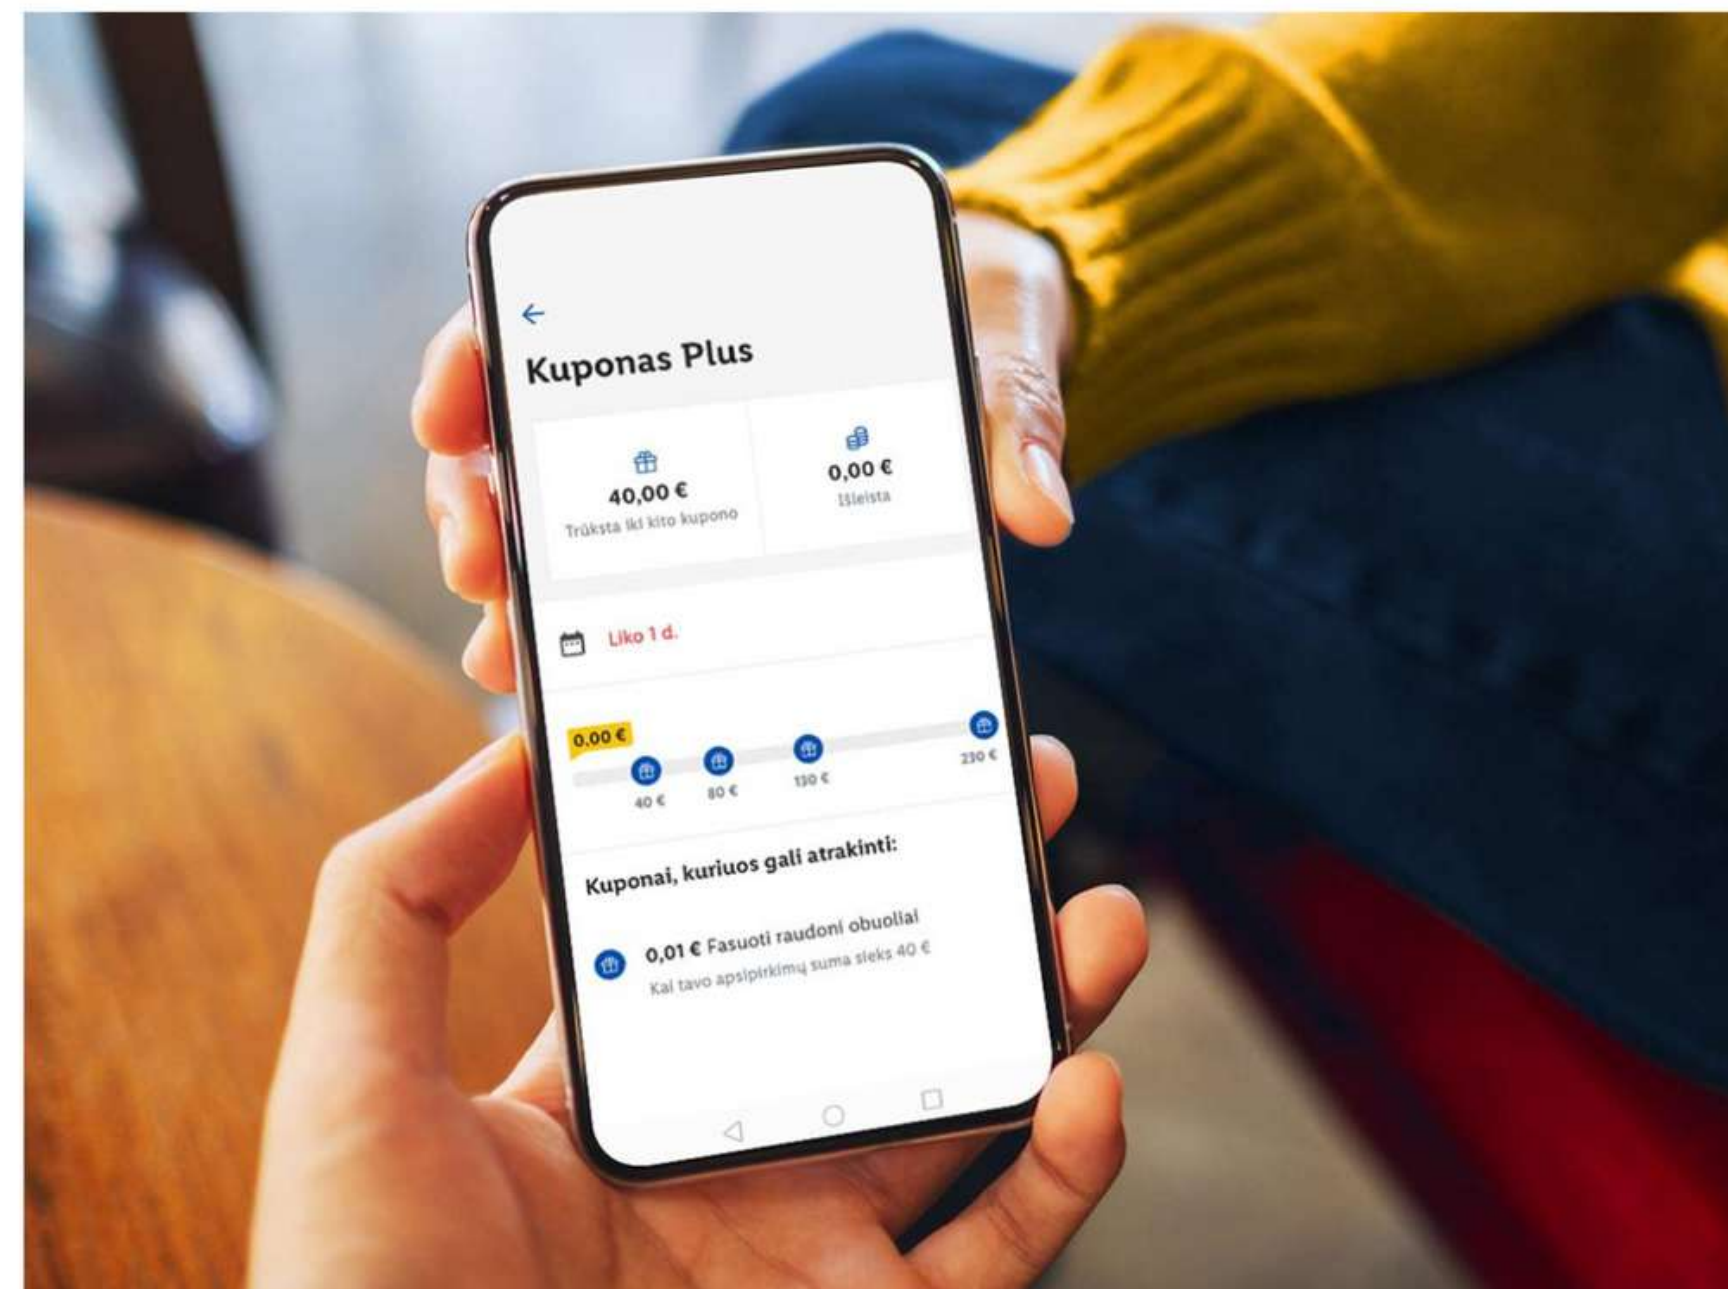 Kuponas Plus
40,00 €
Trūksta iki kito kupono
0,00 €
Išleista
Liko 1 d.
0.00 €
40 €
80 €
130 €
230 €
Kuponai, kuriuos gali atrakinti:
0,01 € Fasuoti raudoni obuoliai
Kai tavo apsipirkimų suma sieks 40 €